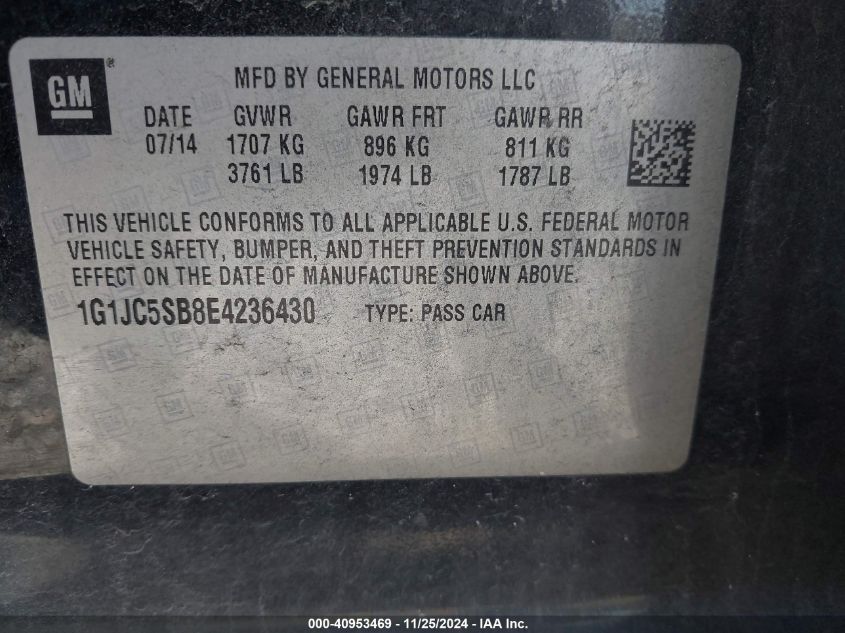 GM ®
MFD BY GENERAL MOTORS LLC
DATE GVWR GAWR FRT GAWR RR
07/14 1707 KG 896 KG 811 KG
3761 LB 1974 LB 1787 LB
THIS VEHICLE CONFORMS TO ALL APPLICABLE U.S. FEDERAL MOTOR
VEHICLE SAFETY, BUMPER, AND THEFT PREVENTION STANDARDS IN
EFFECT ON THE DATE OF MANUFACTURE SHOWN ABOVE.
1G1JC5SB8E4236430 TYPE: PASS CAR
000-40953469 - 11/25/2024 - IAA Inc.